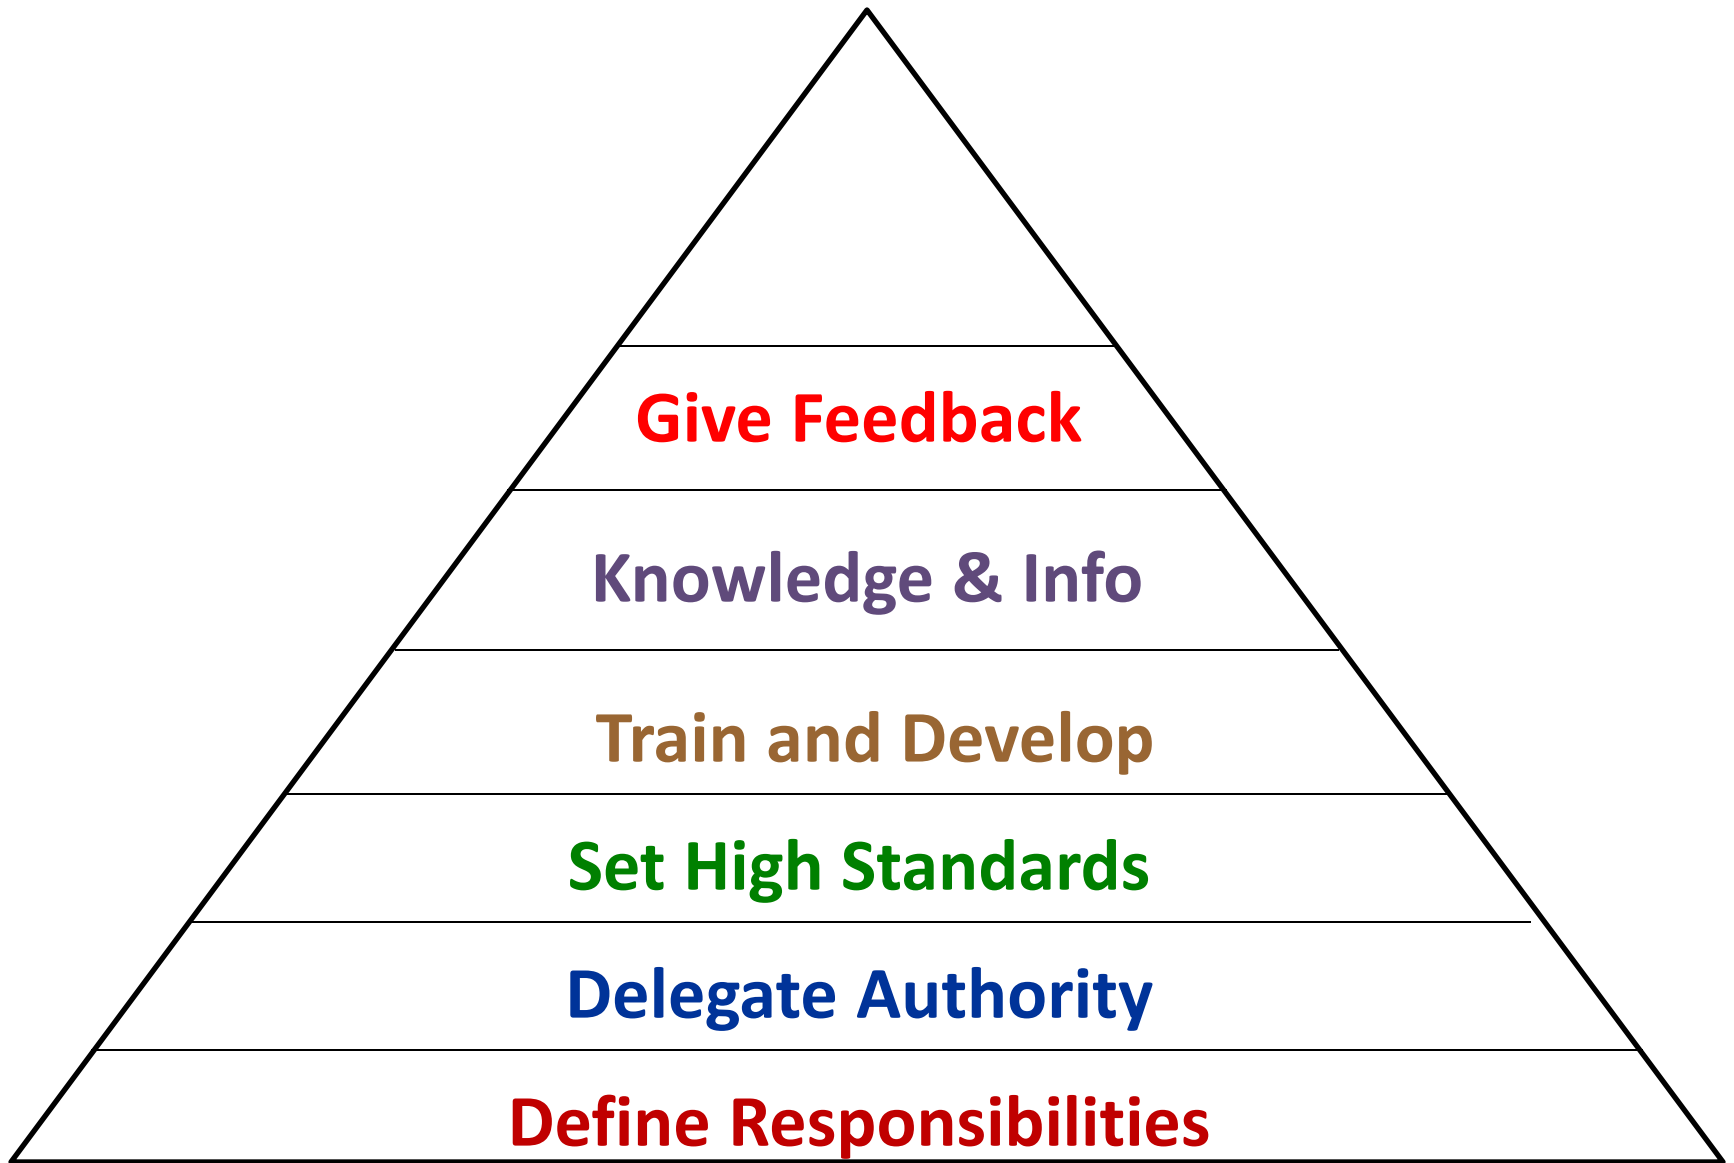 Give Feedback
Knowledge & Info
Train and Develop
Set High Standards
Delegate Authority
Define Responsibilities